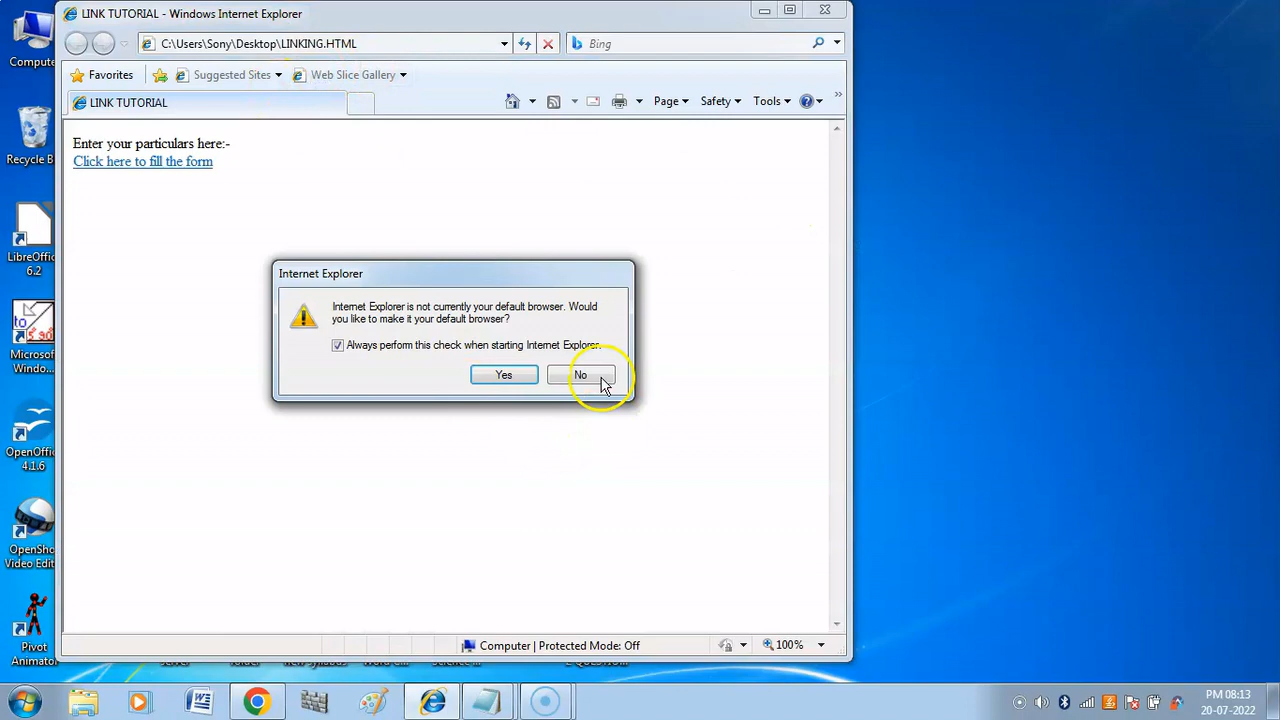 LINK TUTORIAL - Windows Internet Explorer
C:\Users\Sony\Desktop\LINKING.HTML
Bing
Favorites
Suggested Sites
Web Slice Gallery
LINK TUTORIAL
Page
Safety
Tools
Enter your particulars here:-
Click here to fill the form
Internet Explorer
Internet Explorer is not currently your default browser. Would
you like to make it your default browser?
Always perform this check when starting Internet Explorer.
Yes
No
Computer | Protected Mode: Off
100%
Compute
Recycle B
LibreOffic
6.2
Microsof
Windo...
OpenOffi
4.1.6
OpenSho
Video Edit
Pivot
Animator
PM 08:13
20-07-2022